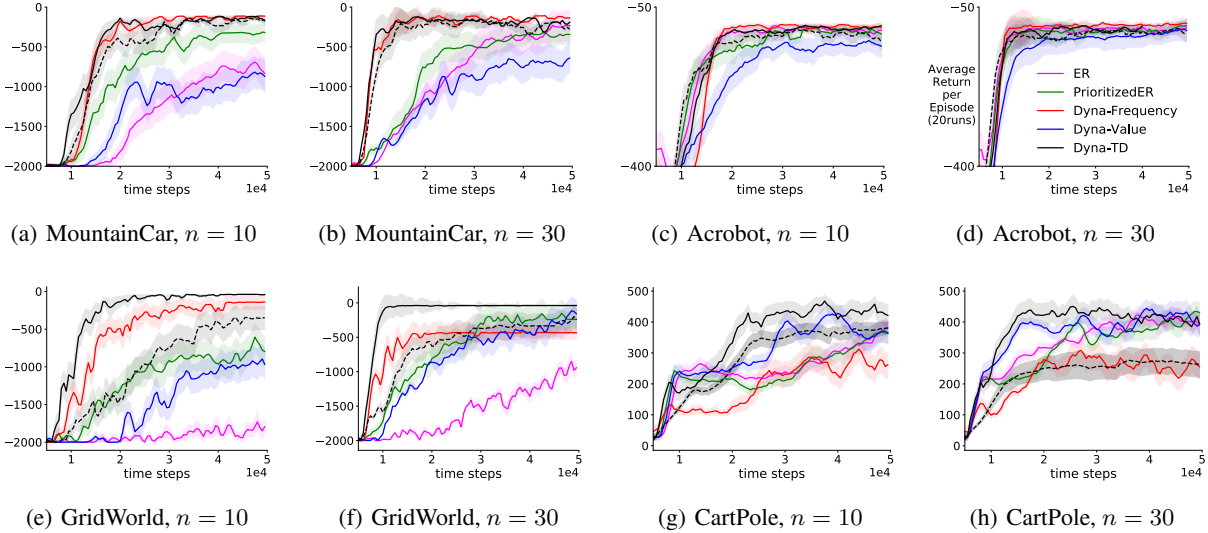 0
−500
−1000
−1500
−2000
1 2 3 4 5
time steps 1e4
(a) MountainCar, n = 10
0
−500
−1000
−1500
−2000
1 2 3 4 5
time steps 1e4
(b) MountainCar, n = 30
−50
−400
1 2 3 4 5
time steps 1e4
(c) Acrobot, n = 10
−50
Average
Return
per
Episode
(20runs)
−400
ER
PrioritizedER
Dyna-Frequency
Dyna-Value
Dyna-TD
1 2 3 4 5
time steps 1e4
(d) Acrobot, n = 30
0
−500
−1000
−1500
−2000
1 2 3 4 5
time steps 1e4
(e) GridWorld, n = 10
0
−500
−1000
−1500
−2000
1 2 3 4 5
time steps 1e4
(f) GridWorld, n = 30
500
400
300
200
100
0
1 2 3 4 5
time steps 1e4
(g) CartPole, n = 10
500
400
300
200
100
0
1 2 3 4 5
time steps 1e4
(h) CartPole, n = 30